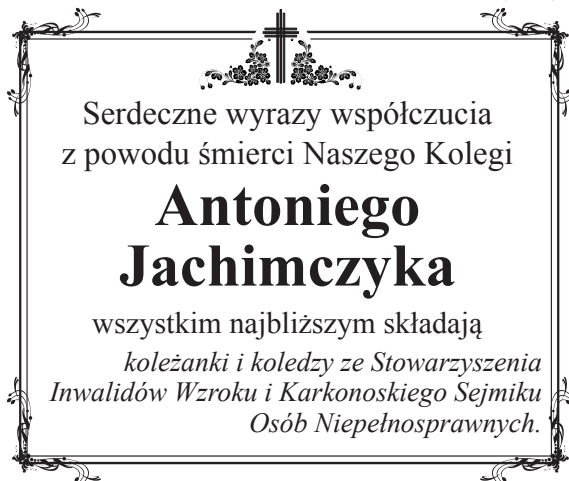 Serdeczne wyrazy współczucia
z powodu śmierci Naszego Kolegi
Antoniego
Jachimczyka
wszystkim najbliższym składają
koleżanki i koledzy ze Stowarzyszenia
Inwalidów Wzroku i Karkonoskiego Sejmiku
Osób Niepełnosprawnych.